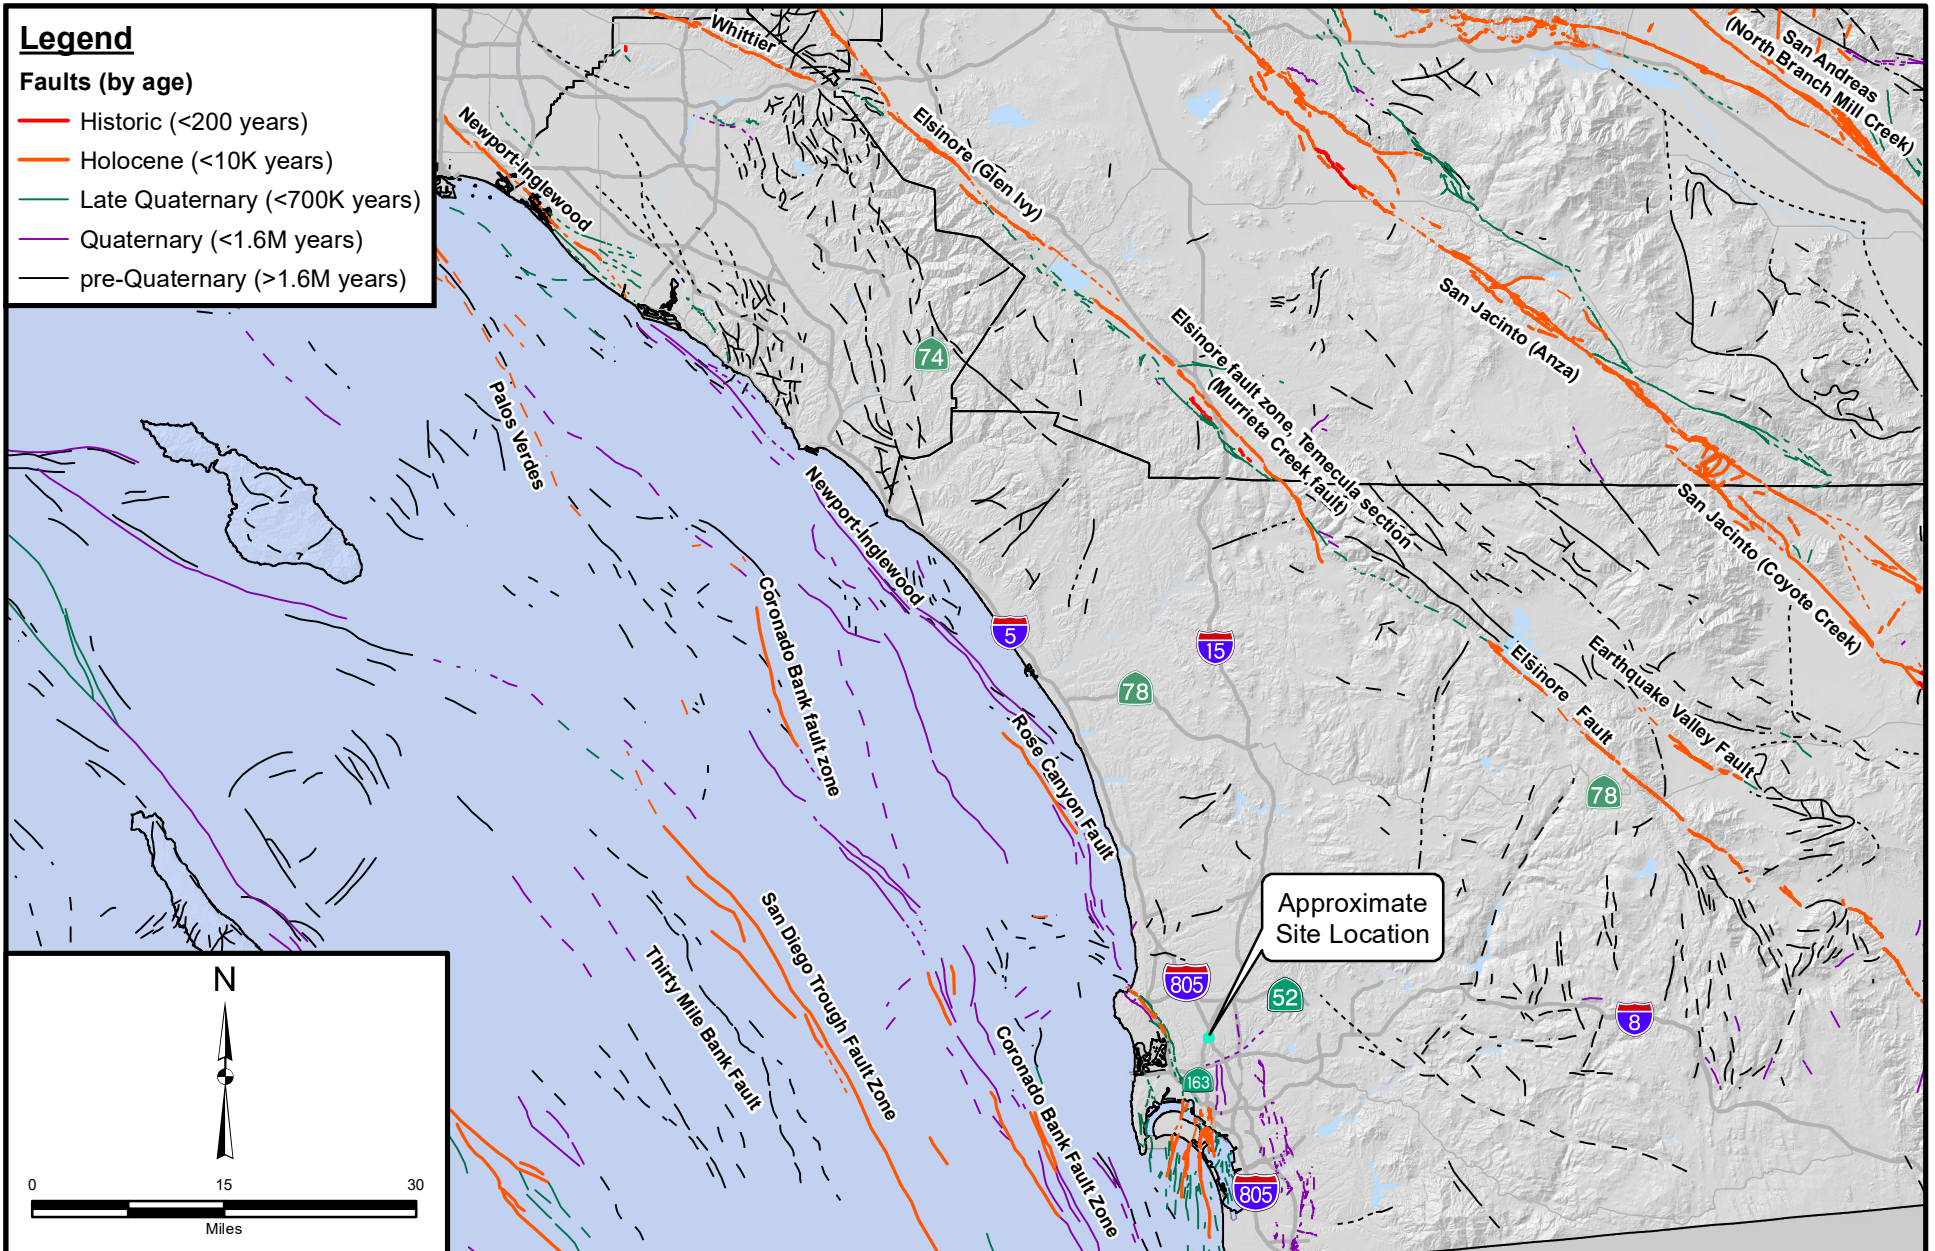 Legend
Faults (by age)
Historic (<200 years)
Holocene (<10K years)
Late Quaternary (<700K years)
Quaternary (<1.6M years)
pre-Quaternary (>1.6M years)
Whittier
Newport-Inglewood
Elsinore (Glen Ivy)
San Andreas
(North Branch Mill Creek)
San Jacinto (Anza)
74
Elsinore fault zone, Temecula section
(Murrieta Creek fault)
Palos Verdes
Newport-Inglewood
San Jacinto (Coyote Creek)
Coronado Bank fault zone
5
15
78
Elsinore Fault
Earthquake Valley Fault
Rose Canyon Fault
78
Approximate
Site Location
San Diego Trough Fault Zone
Thirty Mile Bank Fault
805
52
8
Coronado Bank Fault Zone
163
805
N
0 15 30
Miles